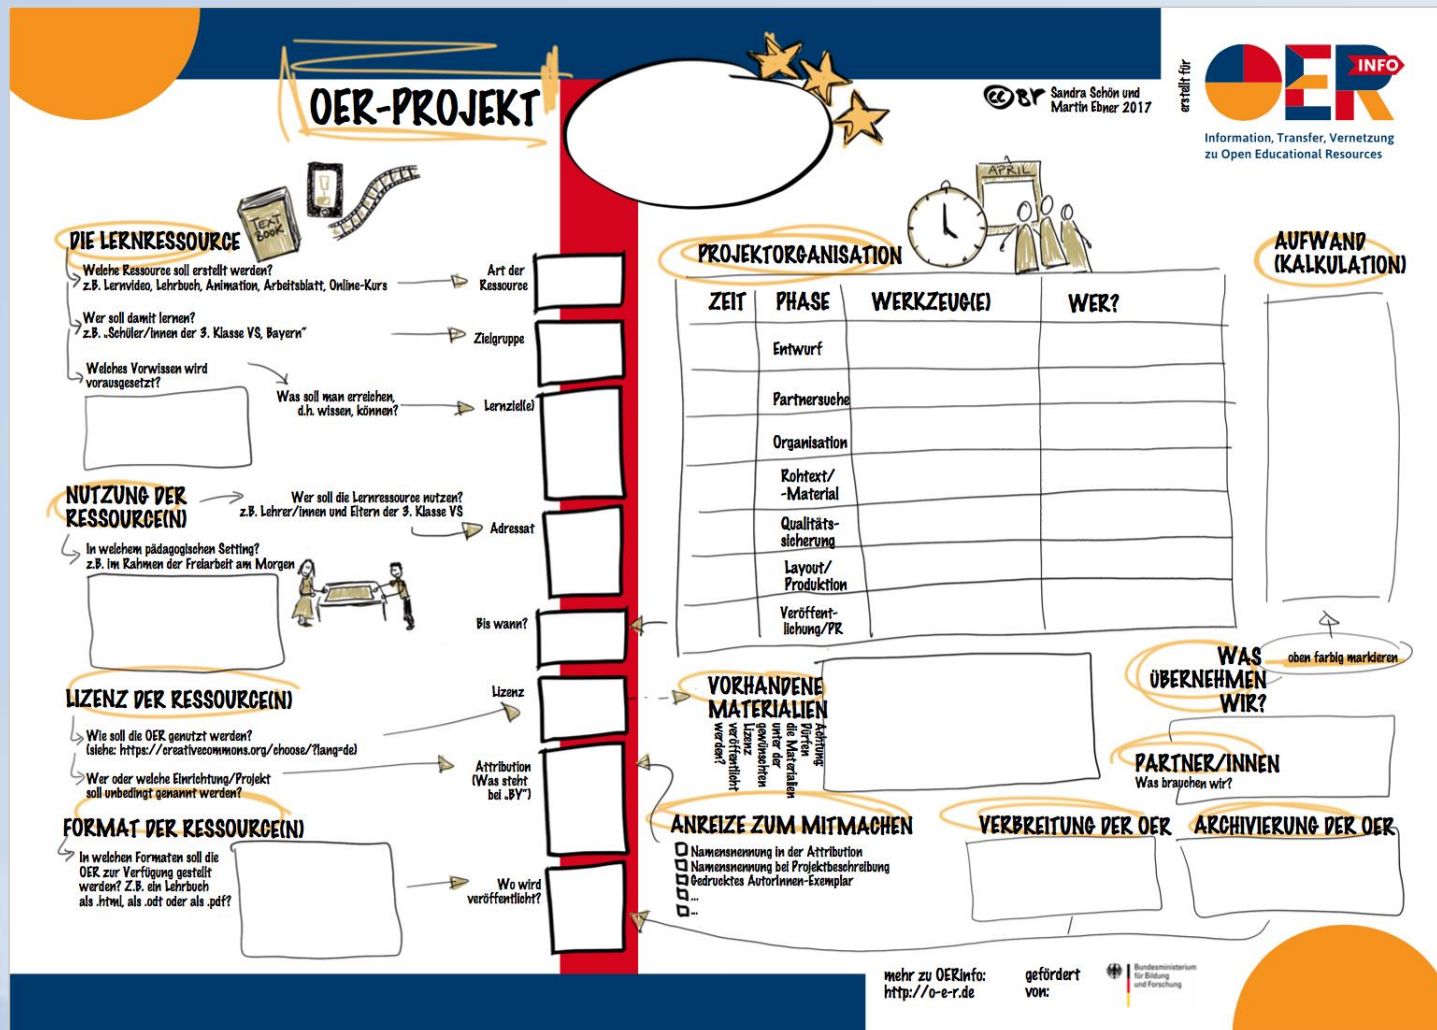 OER-PROJEKT
cc BY Sandra Schön und
Martin Ebner 2017
erstellt für
OER INFO
Information, Transfer, Vernetzung
zu Open Educational Resources
TEXT
BOOK
DIE LERNRESSOURCE
Welche Ressource soll erstellt werden?
z.B. Lernvideo, Lehrbuch, Animation, Arbeitsblatt, Online-Kurs
Art der
Ressource
Wer soll damit lernen?
z.B. „Schüler/innen der 3. Klasse VS, Bayern"
Zielgruppe
Welches Vorwissen wird
vorausgesetzt?
Was soll man erreichen,
d.h. wissen, können?
Lernziel(e)
NUTZUNG DER
RESSOURCE(N)
Wer soll die Lernressource nutzen?
z.B. Lehrer/innen und Eltern der 3. Klasse VS
Adressat
In welchem pädagogischen Setting?
z.B. im Rahmen der Freiarbeit am Morgen
Bis wann?
LIZENZ DER RESSOURCE(N)
Lizenz
Wie soll die OER genutzt werden?
(siehe: https://creativecommons.org/choose/?lang=de)
Wer oder welche Einrichtung/Projekt
soll unbedingt genannt werden?
Attribution
(Was steht
bei „BY")
FORMAT DER RESSOURCE(N)
In welchen Formaten soll die
OER zur Verfügung gestellt
werden? Z.B. ein Lehrbuch
als .html, als .odt oder als .pdf?
Wo wird
veröffentlicht?
APRIL
PROJEKTORGANISATION
ZEIT PHASE WERKZEUG(E) WER?
Entwurf
Partnersuche
Organisation
Rohtext/
-Material
Qualitäts-
sicherung
Layout/
Produktion
Veröffent-
lichung/PR
AUFWAND
(KALKULATION)
oben farbig markieren
VORHANDENE
MATERIALIEN
Achtung:
Dürfen
die Materialien
unter der
gewünschten
Lizenz
veröffentlicht
werden?
WAS
ÜBERNEHMEN
WIR?
PARTNER/INNEN
Was brauchen wir?
ANREIZE ZUM MITMACHEN
Namensnennung in der Attribution
Namensnennung bei Projektbeschreibung
Gedrucktes AutorInnen-Exemplar
...
...
VERBREITUNG DER OER
ARCHIVIERUNG DER OER
mehr zu OERinfo:
http://o-e-r.de
gefördert
von:
Bundesministerium
für Bildung
und Forschung